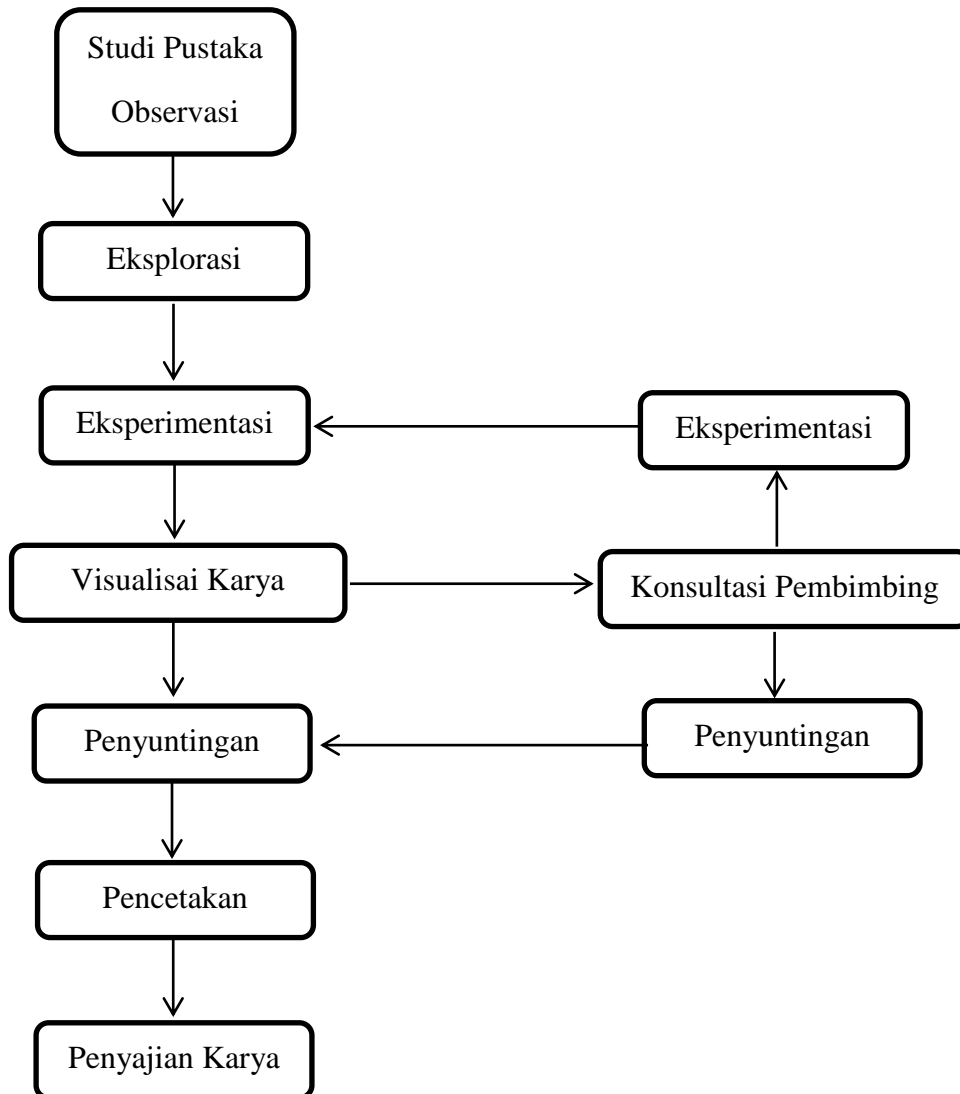 Studi Pustaka
Observasi
Eksplorasi
Eksperimentasi
Eksperimentasi
Visualisai Karya
Konsultasi Pembimbing
Penyuntingan
Penyuntingan
Pencetakan
Penyajian Karya